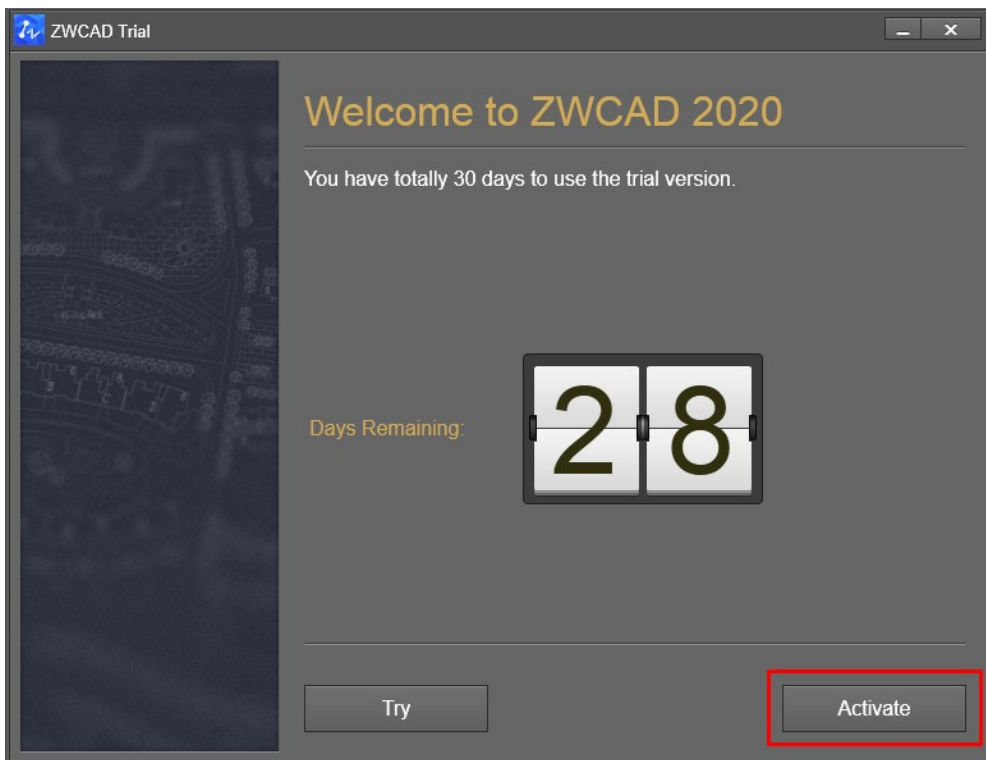 ZWCAD Trial
Welcome to ZWCAD 2020
You have totally 30 days to use the trial version.
Days Remaining:
28
Try
Activate